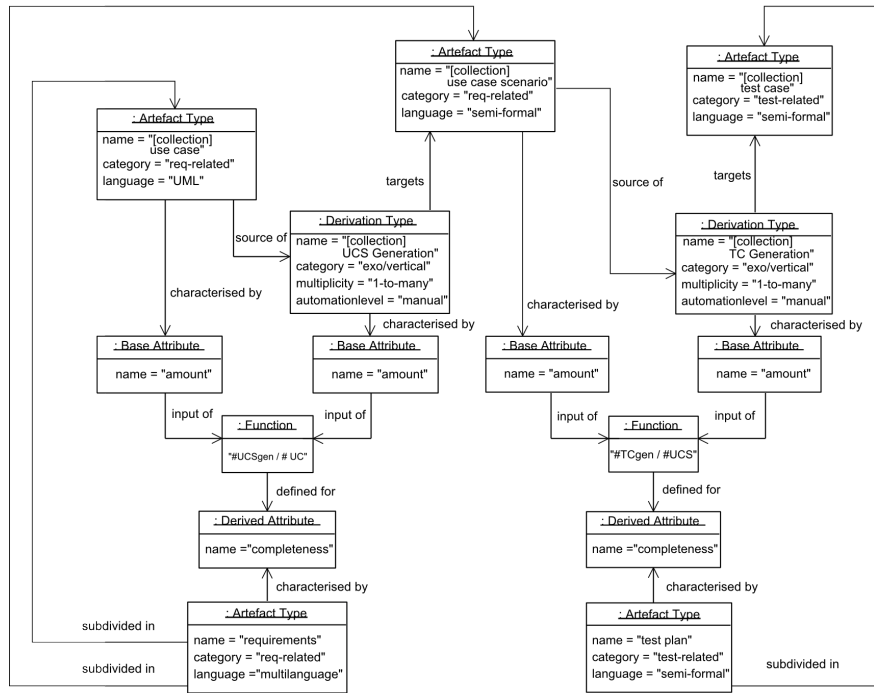 : Artefact Type
name = "[collection]
use case scenario"
category = "req-related"
language = "semi-formal"
: Artefact Type
name = "[collection]
test case"
category = "test-related"
language = "semi-formal"
: Artefact Type
name = "[collection]
use case"
category = "req-related"
language = "UML"
targets
source of
targets
source of
: Derivation Type
name = "[collection]
UCS Generation"
category = "exo/vertical"
multiplicity = "1-to-many"
automationlevel = "manual"
: Derivation Type
name = "[collection]
TC Generation"
category = "exo/vertical"
multiplicity = "1-to-many"
automationlevel = "manual"
characterised by
characterised by
characterised by
characterised by
: Base Attribute
name = "amount"
: Base Attribute
name = "amount"
: Base Attribute
name = "amount"
: Base Attribute
name = "amount"
input of
input of
input of
input of
: Function
"#UCSgen / # UC"
: Function
"#TCgen / #UCS"
defined for
defined for
: Derived Attribute
name ="completeness"
: Derived Attribute
name ="completeness"
characterised by
characterised by
: Artefact Type
name = "requirements"
category = "req-related"
language ="multilanguage"
: Artefact Type
name = "test plan"
category = "test-related"
language = "semi-formal"
subdivided in
subdivided in
subdivided in